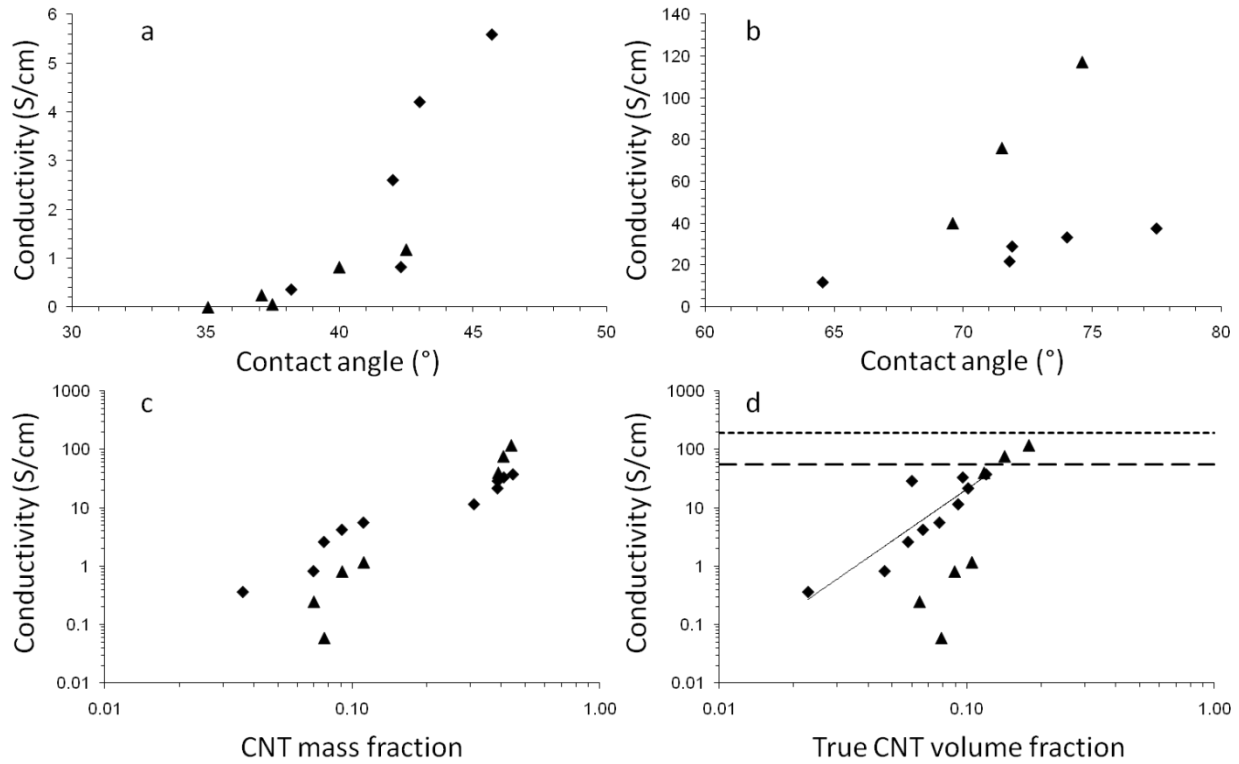 a
Conductivity (S/cm)
6
5
4
3
2
1
0
30 35 40 45 50
Contact angle (°)
b
Conductivity (S/cm)
140
120
100
80
60
40
20
0
60 65 70 75 80
Contact angle (°)
c
Conductivity (S/cm)
1000
100
10
1
0.1
0.01
0.01 0.10 1.00
CNT mass fraction
d
Conductivity (S/cm)
1000
100
10
1
0.1
0.01
0.01 0.10 1.00
True CNT volume fraction